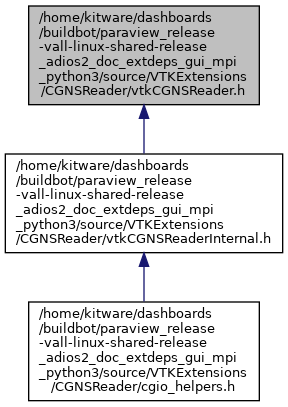 /home/kitware/dashboards
/buildbot/paraview_release
-vall-linux-shared-release
_adios2_doc_extdeps_gui_mpi
_python3/source/VTKExtensions
/CGNSReader/vtkCGNSReader.h
/home/kitware/dashboards
/buildbot/paraview_release
-vall-linux-shared-release
_adios2_doc_extdeps_gui_mpi
_python3/source/VTKExtensions
/CGNSReader/vtkCGNSReaderInternal.h
/home/kitware/dashboards
/buildbot/paraview_release
-vall-linux-shared-release
_adios2_doc_extdeps_gui_mpi
_python3/source/VTKExtensions
/CGNSReader/cgio_helpers.h